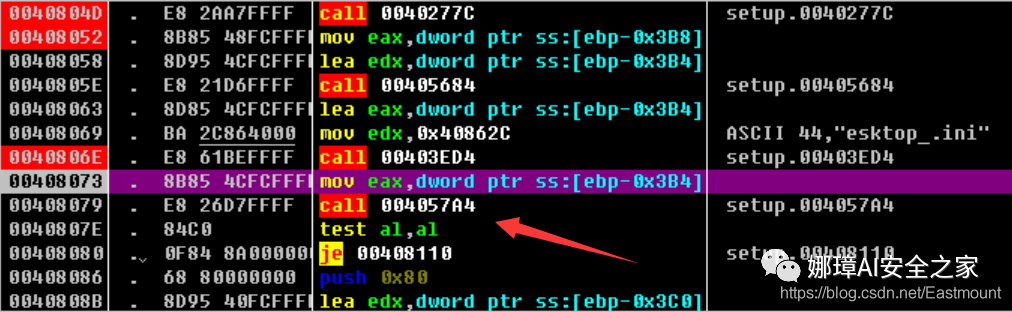 0040804D . E8 2AA7FFFF call 0040277C setup.0040277C
00408052 . 8B85 48FCFFFF mov eax,dword ptr ss:[ebp-0x3B8]
00408058 . 8D95 4CFCFFFF lea edx,dword ptr ss:[ebp-0x3B4]
0040805E . E8 21D6FFFF call 00405684 setup.00405684
00408063 . 8D85 4CFCFFFF lea eax,dword ptr ss:[ebp-0x3B4]
00408069 . BA 2C864000 mov edx,0x40862C ASCII 44,"esktop_.ini"
0040806E . E8 61BEFFFF call 00403ED4 setup.00403ED4
00408073 . 8B85 4CFCFFFF mov eax,dword ptr ss:[ebp-0x3B4]
00408079 . E8 26D7FFFF call 004057A4 setup.004057A4
0040807E . 84C0 test al,al
00408080 . 0F84 8A000000 je 00408110 setup.00408110
00408086 . 68 80000000 push 0x80
0040808B . 8D95 40FCFFFF lea edx,dword ptr ss:[ebp-0x3C0]
娜璋AI安全之家
https://blog.csdn.net/Eastmount